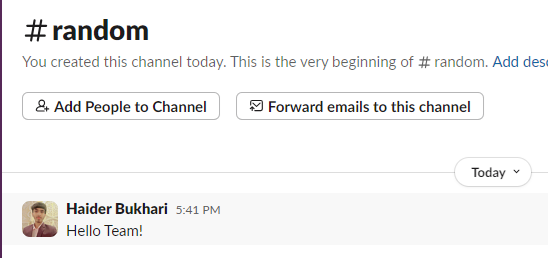 #random
You created this channel today. This is the very beginning of # random. Add desc
Add People to Channel
Forward emails to this channel
Today
Haider Bukhari 5:41 PM
Hello Team!